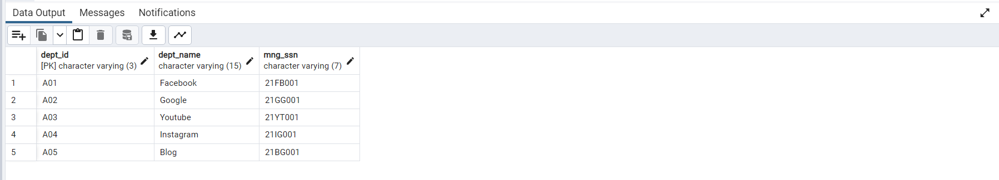 Data Output Messages Notifications
dept_id dept_name mng_ssn
[PK] character varying (3) character varying (15) character varying (7)
1 A01 Facebook 21FB001
2 A02 Google 21GG001
3 A03 Youtube 21YT001
4 A04 Instagram 21IG001
5 A05 Blog 21BG001